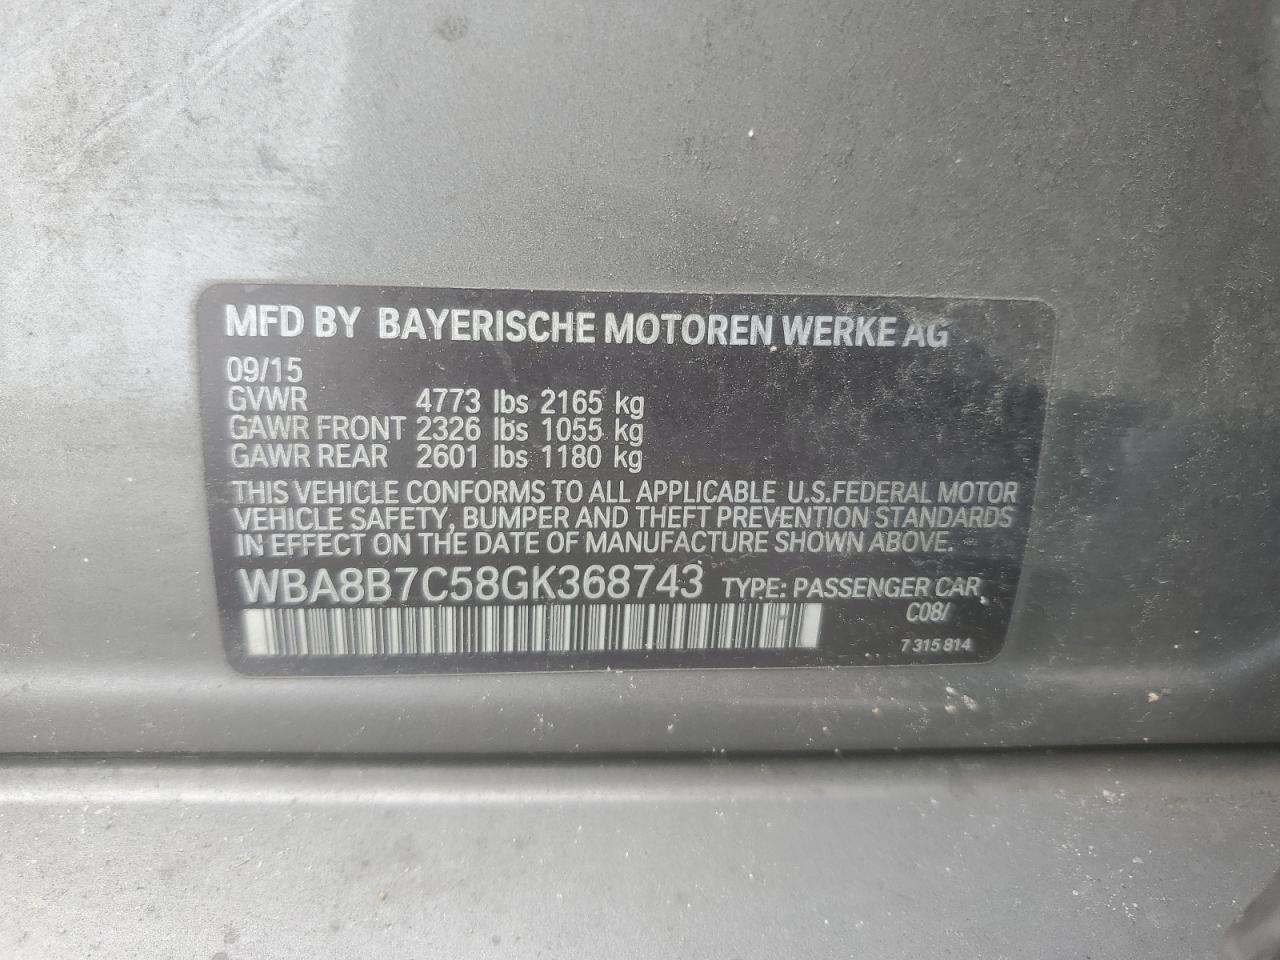 MFD BY BAYERISCHE MOTOREN WERKE AG
09/15
GVWR 4773 lbs 2165 kg
GAWR FRONT 2326 lbs 1055 kg
GAWR REAR 2601 lbs 1180 kg
THIS VEHICLE CONFORMS TO ALL APPLICABLE U.S.FEDERAL MOTOR
VEHICLE SAFETY, BUMPER AND THEFT PREVENTION STANDARDS
IN EFFECT ON THE DATE OF MANUFACTURE SHOWN ABOVE.
WBA8B7C58GK368743 TYPE: PASSENGER CAR
C08/
7 315 814